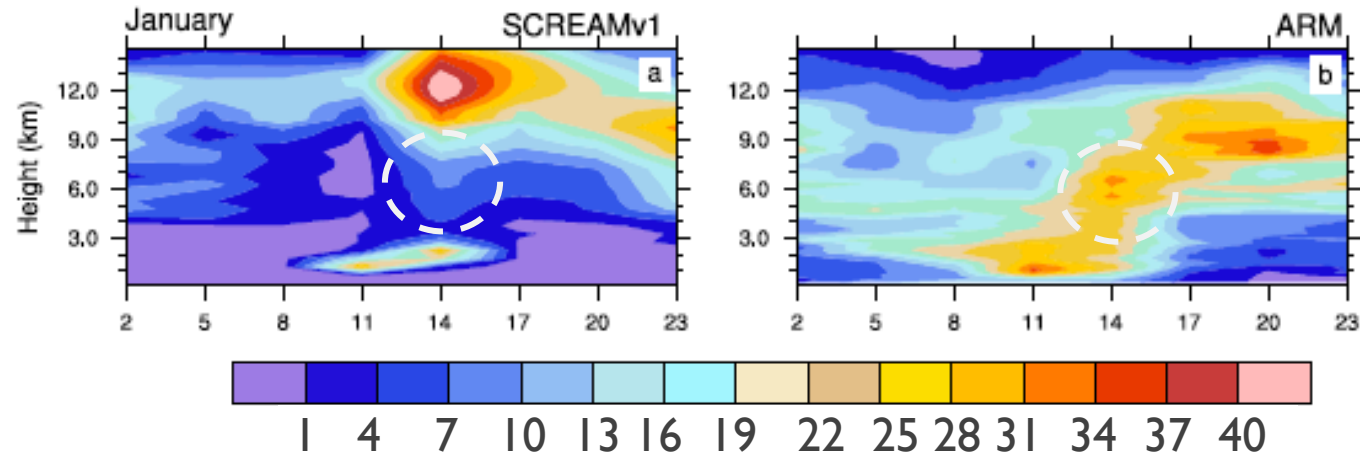 January SCREAMv1 ARM
a b
12.0 12.0
9.0 9.0
6.0 6.0
3.0 3.0
Height (km)
2 5 8 11 14 17 20 23 2 5 8 11 14 17 20 23
1 4 7 10 13 16 19 22 25 28 31 34 37 40